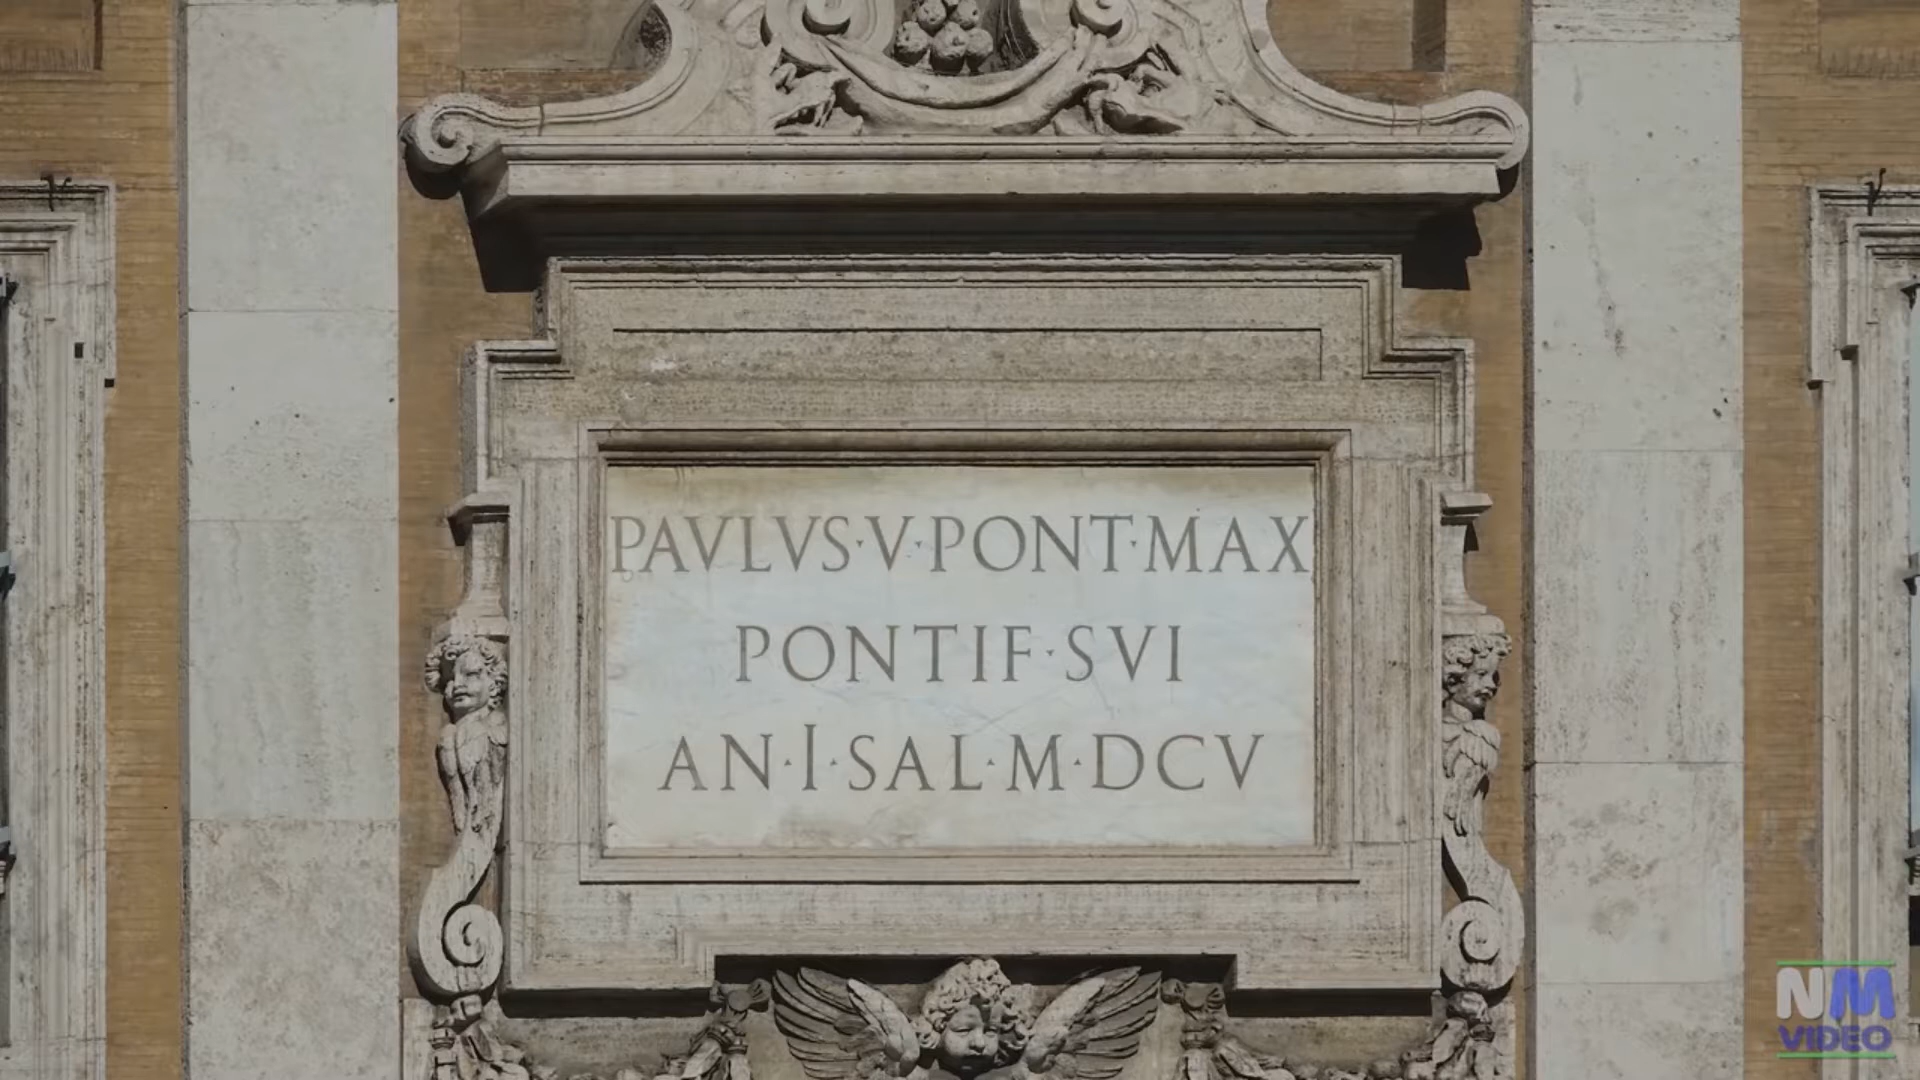 PAVLVS·V·PONT·MAX
PONTIF·SVI
AN·I·SAL·M·DCV
NM
VIDEO